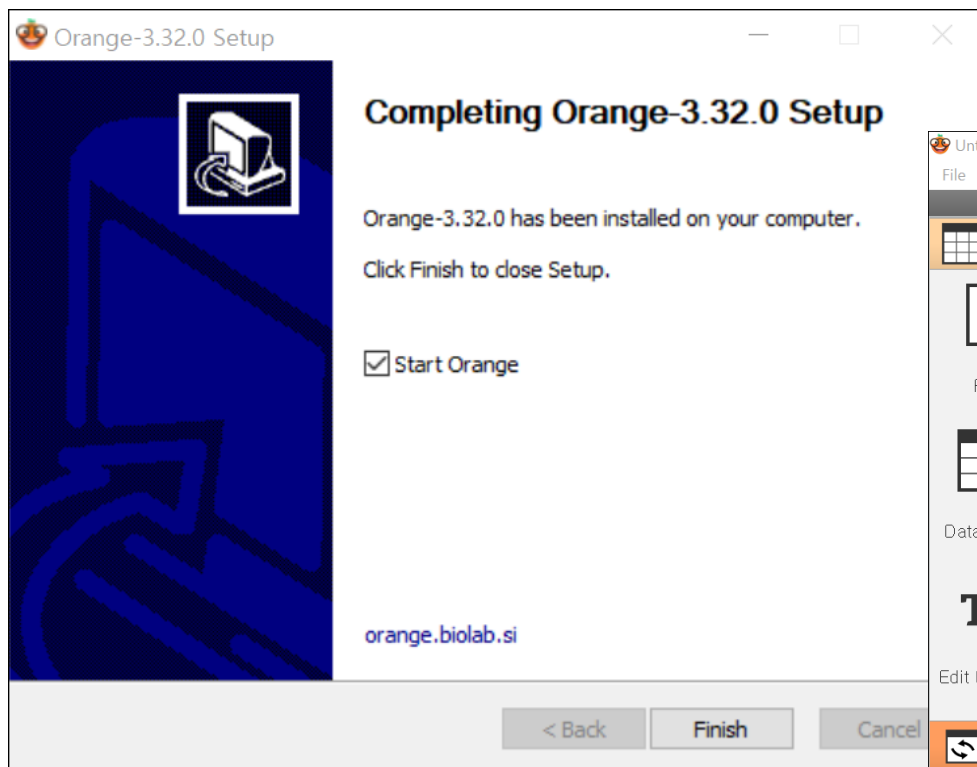 Orange-3.32.0 Setup
Completing Orange-3.32.0 Setup
Orange-3.32.0 has been installed on your computer.
Click Finish to close Setup.
Start Orange
orange.biolab.si
< Back
Finish
Cancel
File
Data
Edit